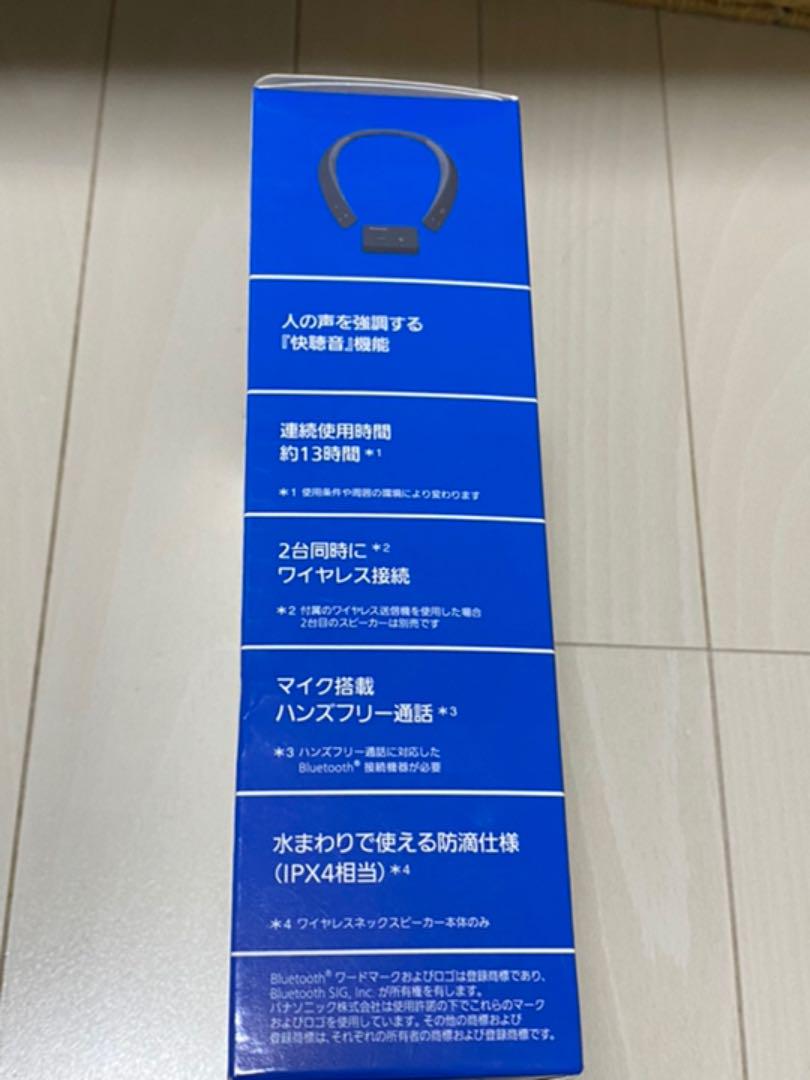 人の声を強調する
『快聴音』機能
連続使用時間
約13時間 *1
*1 使用条件や周囲の環境により変わります
2台同時に *2
ワイヤレス接続
*2 付属のワイヤレス送信機を使用した場合
2台目のスピーカーは別売です
マイク搭載
ハンズフリー通話 *3
*3 ハンズフリー通話に対応した
Bluetooth® 接続機器が必要
水まわりで使える防滴仕様
(IPX4相当) *4
*4 ワイヤレスネックスピーカー本体のみ
Bluetooth® ワードマークおよびロゴは登録商標であり、
Bluetooth SIG, Inc. が所有権を有します。
パナソニック株式会社は使用許諾の下でこれらのマーク
およびロゴを使用しています。その他の商標および
登録商標は、それぞれの所有者の商標および登録商標です。